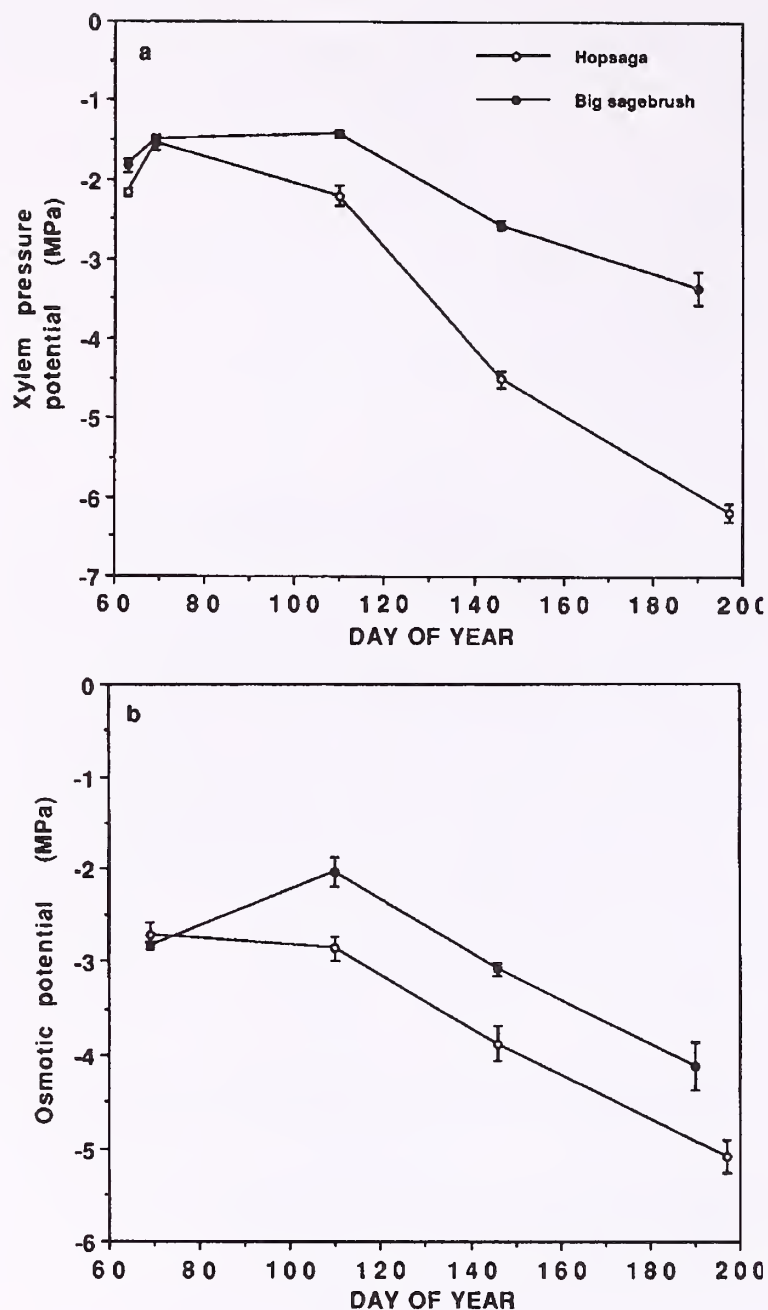 a
Hopsaga
Big sagebrush
0
-1
-2
-3
-4
-5
-6
-7
Xylem pressure
potential (MPa)
60 80 100 120 140 160 180 200
DAY OF YEAR
b
0
-1
-2
-3
-4
-5
-6
Osmotic potential (MPa)
60 80 100 120 140 160 180 200
DAY OF YEAR